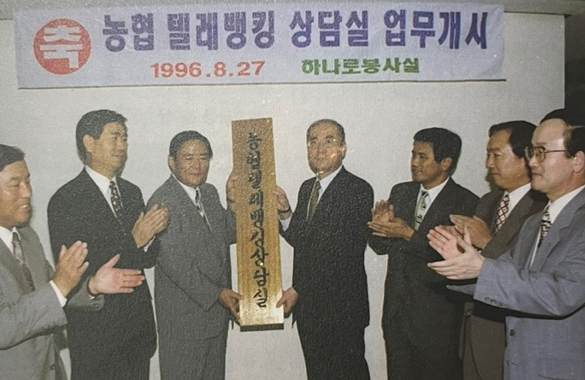 축 농협 텔레뱅킹 상담실 업무개시
1996.8.27 하나로봉사실
농협텔레뱅킹상담실